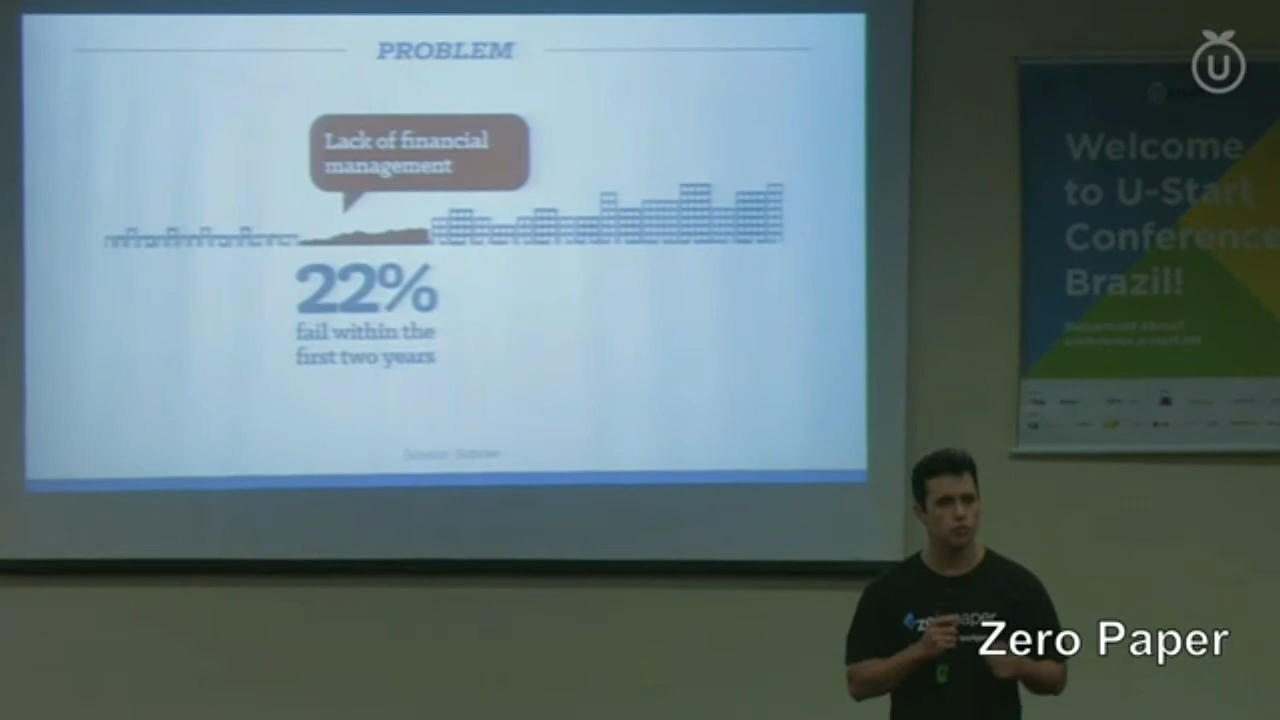 PROBLEM
Lack of financial
management
22%
fail within the
first two years
U
Welcome
to U-Start
Conference
Brazil!
zeropaper
Zero Paper